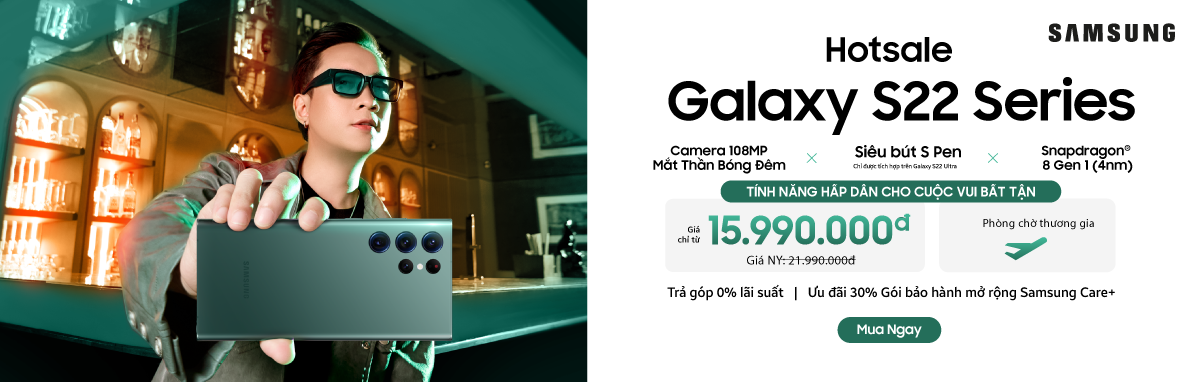 SAMSUNG
Hotsale
Galaxy S22 Series
Camera 108MP
Mắt Thần Bóng Đêm
×
Siêu bút S Pen
Chỉ được tích hợp trên Galaxy S22 Ultra
×
Snapdragon®
8 Gen 1 (4nm)
TÍNH NĂNG HẤP DẪN CHO CUỘC VUI BẤT TẬN
Giá
chỉ từ
15.990.000đ
Giá NY: 21.990.000đ
Phòng chờ thương gia
Trả góp 0% lãi suất | Ưu đãi 30% Gói bảo hành mở rộng Samsung Care+
Mua Ngay
SAMSUNG